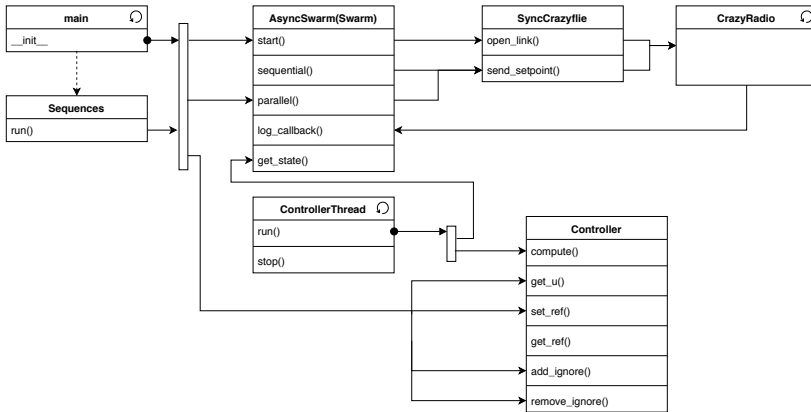 main
__init__
Sequences
run()
AsyncSwarm(Swarm)
start()
sequential()
parallel()
log_callback()
get_state()
SyncCrazyflie
open_link()
send_setpoint()
CrazyRadio
ControllerThread
run()
stop()
Controller
compute()
get_u()
set_ref()
get_ref()
add_ignore()
remove_ignore()